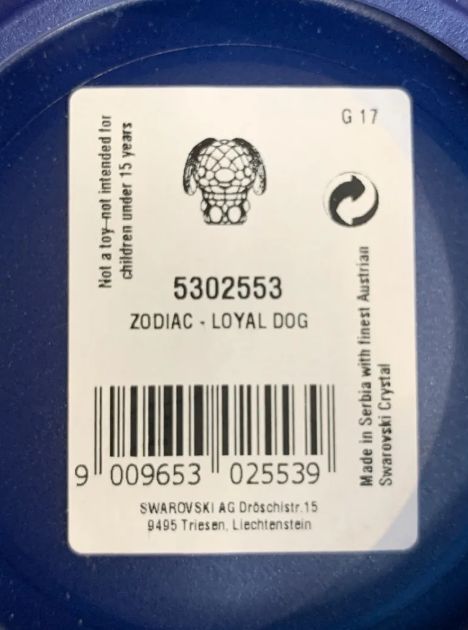 G 17
Not a toy-not intended for
children under 15 years
5302553
ZODIAC - LOYAL DOG
Made in Serbia with finest Austrian
Swarovski Crystal
9 009653 025539
SWAROVSKI AG Dröschistr.15
9495 Triesen, Liechtenstein